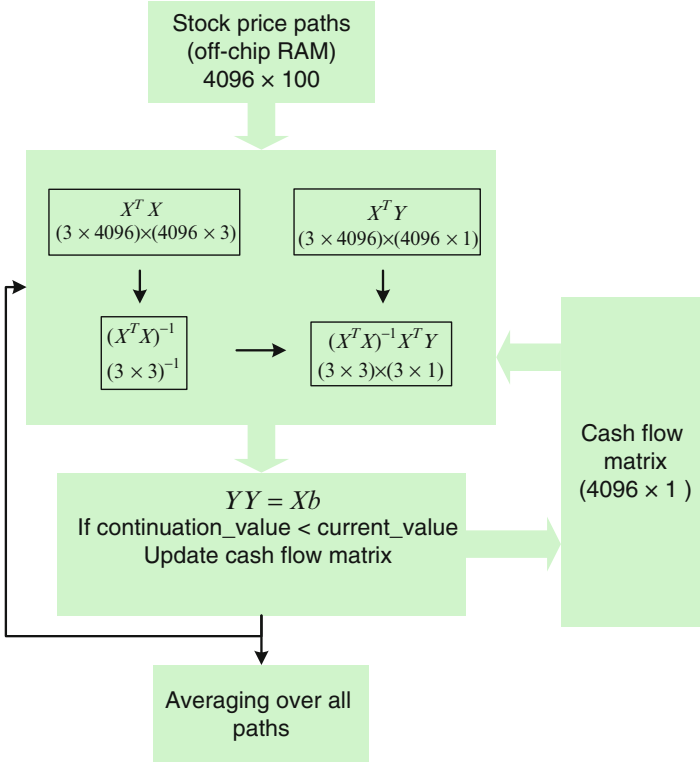 Stock price paths
(off-chip RAM)
4096 × 100
X^T X
(3 × 4096)×(4096 × 3)
X^T Y
(3 × 4096)×(4096 × 1)
(X^T X)^−1
(3 × 3)^−1
(X^T X)^−1 X^T Y
(3 × 3)×(3 × 1)
Cash flow
matrix
(4096 × 1 )
YY = Xb
If continuation_value < current_value
Update cash flow matrix
Averaging over all
paths